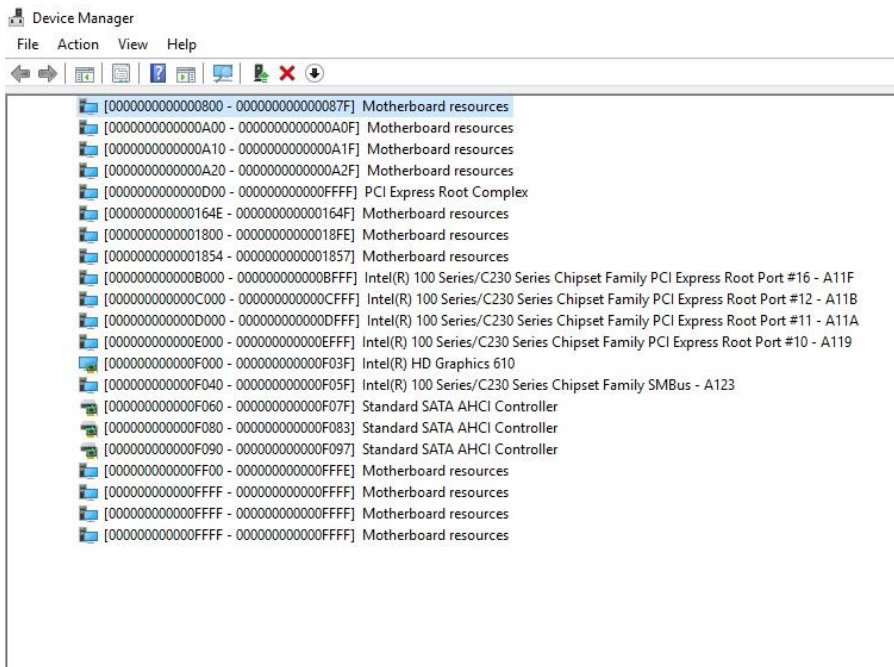 Device Manager
File Action View Help
[0000000000000800 - 000000000000087F] Motherboard resources
[0000000000000A00 - 0000000000000A0F] Motherboard resources
[0000000000000A10 - 0000000000000A1F] Motherboard resources
[0000000000000A20 - 0000000000000A2F] Motherboard resources
[0000000000000D00 - 000000000000FFFF] PCI Express Root Complex
[000000000000164E - 000000000000164F] Motherboard resources
[0000000000001800 - 00000000000018FE] Motherboard resources
[0000000000001854 - 0000000000001857] Motherboard resources
[000000000000B000 - 000000000000BFFF] Intel(R) 100 Series/C230 Series Chipset Family PCI Express Root Port #16 - A11F
[000000000000C000 - 000000000000CFFF] Intel(R) 100 Series/C230 Series Chipset Family PCI Express Root Port #12 - A11B
[000000000000D000 - 000000000000DFFF] Intel(R) 100 Series/C230 Series Chipset Family PCI Express Root Port #11 - A11A
[000000000000E000 - 000000000000EFFF] Intel(R) 100 Series/C230 Series Chipset Family PCI Express Root Port #10 - A119
[000000000000F000 - 000000000000F03F] Intel(R) HD Graphics 610
[000000000000F040 - 000000000000F05F] Intel(R) 100 Series/C230 Series Chipset Family SMBus - A123
[000000000000F060 - 000000000000F07F] Standard SATA AHCI Controller
[000000000000F080 - 000000000000F083] Standard SATA AHCI Controller
[000000000000F090 - 000000000000F097] Standard SATA AHCI Controller
[000000000000FF00 - 000000000000FFFE] Motherboard resources
[000000000000FFFF - 000000000000FFFF] Motherboard resources
[000000000000FFFF - 000000000000FFFF] Motherboard resources
[000000000000FFFF - 000000000000FFFF] Motherboard resources